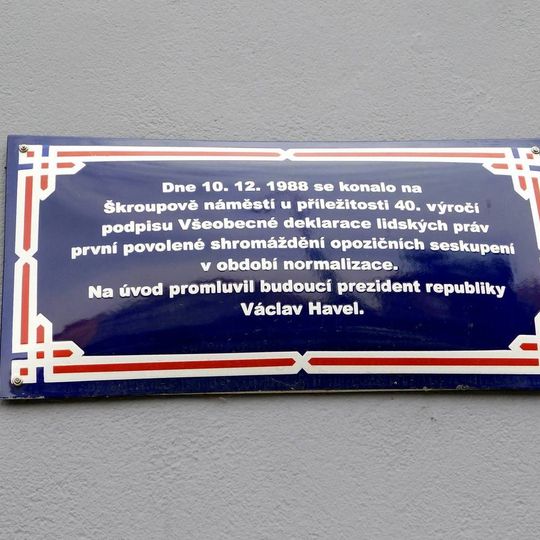 Dne 10. 12. 1988 se konalo na
Škroupově náměstí u příležitosti 40. výročí
podpisu Všeobecné deklarace lidských práv
první povolené shromáždění opozičních seskupení
v období normalizace.
Na úvod promluvil budoucí prezident republiky
Václav Havel.